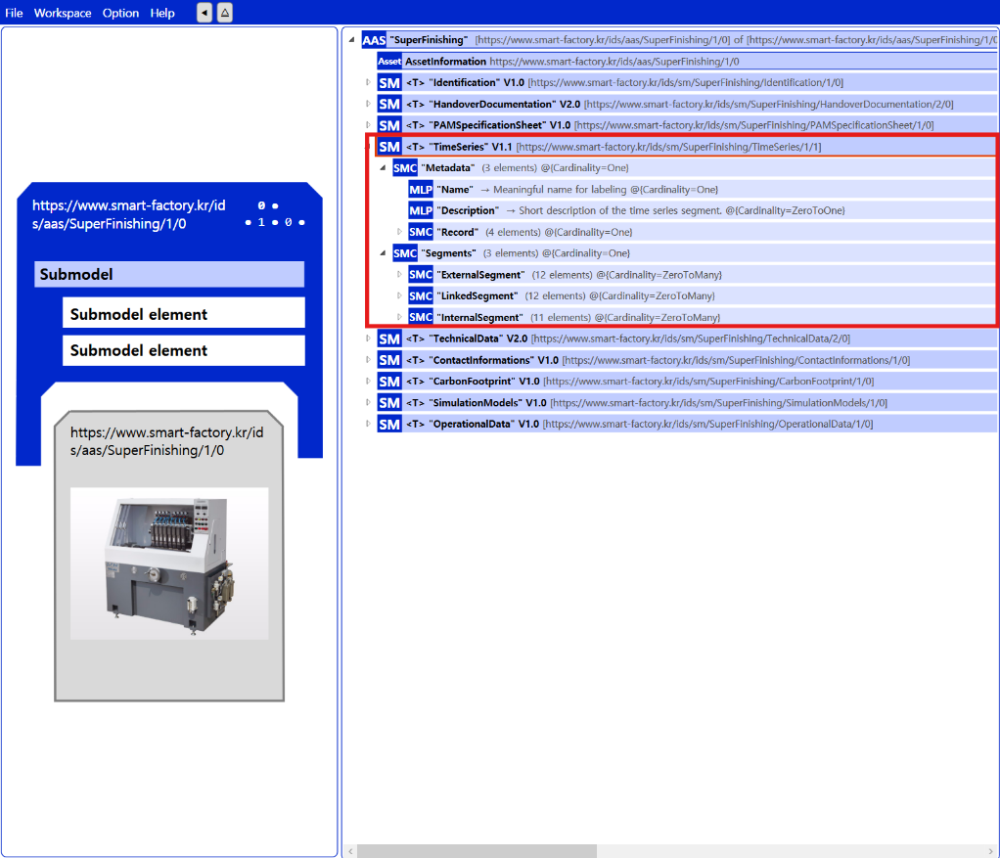 File Workspace Option Help
https://www.smart-factory.kr/id
s/aas/SuperFinishing/1/0
0
1 0
Submodel
Submodel element
Submodel element
https://www.smart-factory.kr/id
s/aas/SuperFinishing/1/0
AAS "SuperFinishing" [https://www.smart-factory.kr/ids/aas/SuperFinishing/1/0] of [https://www.smart-factory.kr/ids/aas/SuperFinishing/1/0
Asset AssetInformation https://www.smart-factory.kr/ids/aas/SuperFinishing/1/0
SM <T> "Identification" V1.0 [https://www.smart-factory.kr/ids/sm/SuperFinishing/Identification/1/0]
SM <T> "HandoverDocumentation" V2.0 [https://www.smart-factory.kr/ids/sm/SuperFinishing/HandoverDocumentation/2/0]
SM <T> "PAMSpecificationSheet" V1.0 [https://www.smart-factory.kr/ids/sm/SuperFinishing/PAMSpecificationSheet/1/0]
SM <T> "TimeSeries" V1.1 [https://www.smart-factory.kr/ids/sm/SuperFinishing/TimeSeries/1/1]
SMC "Metadata" (3 elements) @{Cardinality=One}
MLP "Name" → Meaningful name for labeling @{Cardinality=One}
MLP "Description" → Short description of the time series segment. @{Cardinality=ZeroToOne}
SMC "Record" (4 elements) @{Cardinality=One}
SMC "Segments" (3 elements) @{Cardinality=One}
SMC "ExternalSegment" (12 elements) @{Cardinality=ZeroToMany}
SMC "LinkedSegment" (12 elements) @{Cardinality=ZeroToMany}
SMC "InternalSegment" (11 elements) @{Cardinality=ZeroToMany}
SM <T> "TechnicalData" V2.0 [https://www.smart-factory.kr/ids/sm/SuperFinishing/TechnicalData/2/0]
SM <T> "ContactInformations" V1.0 [https://www.smart-factory.kr/ids/sm/SuperFinishing/ContactInformations/1/0]
SM <T> "CarbonFootprint" V1.0 [https://www.smart-factory.kr/ids/sm/SuperFinishing/CarbonFootprint/1/0]
SM <T> "SimulationModels" V1.0 [https://www.smart-factory.kr/ids/sm/SuperFinishing/SimulationModels/1/0]
SM <T> "OperationalData" V1.0 [https://www.smart-factory.kr/ids/sm/SuperFinishing/OperationalData/1/0]